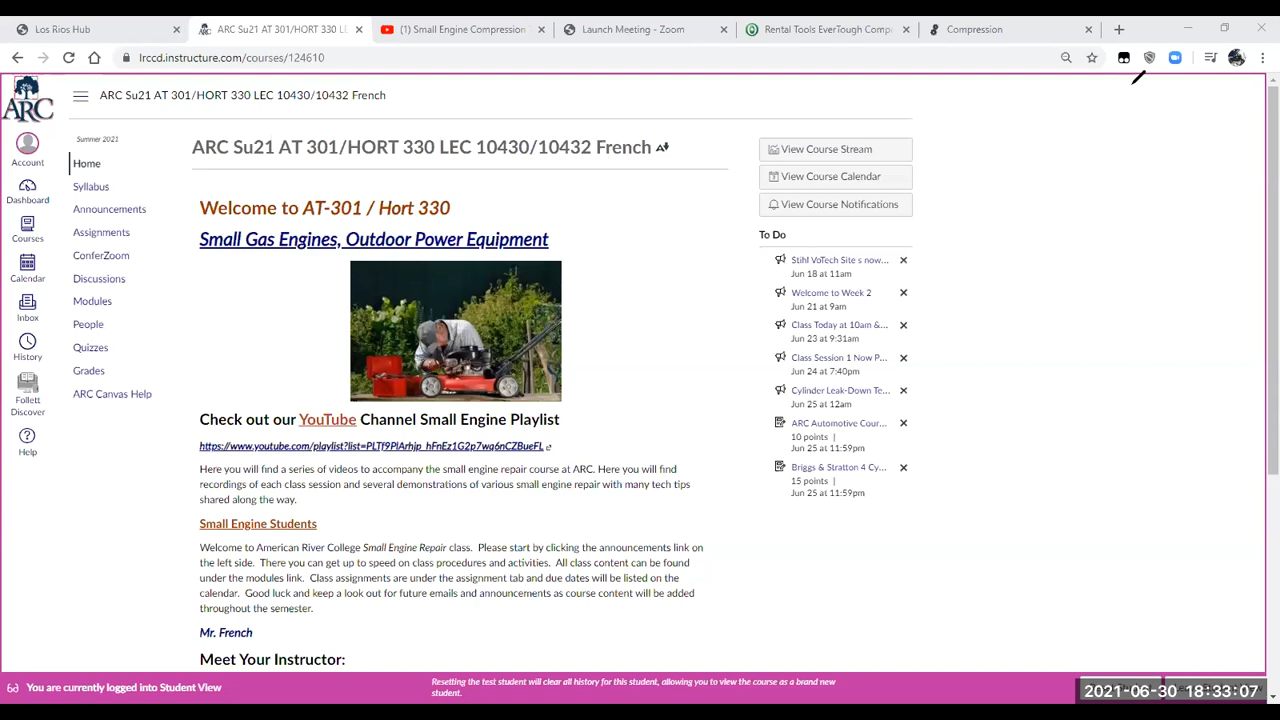 Los Rios Hub
ARC Su21 AT 301/HORT 330 LE
(1) Small Engine Compression
Launch Meeting - Zoom
Rental Tools EverTough Comp
Compression
lrccd.instructure.com/courses/124610
ARC
ARC Su21 AT 301/HORT 330 LEC 10430/10432 French
Account
Dashboard
Courses
Calendar
Inbox
History
Follett
Discover
Help
Summer 2021
Home
Syllabus
Announcements
Assignments
ConferZoom
Discussions
Modules
People
Quizzes
Grades
ARC Canvas Help
ARC Su21 AT 301/HORT 330 LEC 10430/10432 French
Welcome to AT-301 / Hort 330
Small Gas Engines, Outdoor Power Equipment
Check out our YouTube Channel Small Engine Playlist
https://www.youtube.com/playlist?list=PLTf9PlArhjp_hFnEz1G2p7wq6nCZBueFL
Here you will find a series of videos to accompany the small engine repair course at ARC. Here you will find
recordings of each class session and several demonstrations of various small engine repair with many tech tips
shared along the way.
Small Engine Students
Welcome to American River College Small Engine Repair class. Please start by clicking the announcements link on
the left side. There you can get up to speed on class procedures and activities. All class content can be found
under the modules link. Class assignments are under the assignment tab and due dates will be listed on the
calendar. Good luck and keep a look out for future emails and announcements as course content will be added
throughout the semester.
Mr. French
Meet Your Instructor:
View Course Stream
View Course Calendar
View Course Notifications
To Do
Stihl VoTech Site s now...
Jun 18 at 11am
Welcome to Week 2
Jun 21 at 9am
Class Today at 10am &...
Jun 23 at 9:31am
Class Session 1 Now P...
Jun 24 at 7:40pm
Cylinder Leak-Down Te...
Jun 25 at 12am
ARC Automotive Cour...
10 points |
Jun 25 at 11:59pm
Briggs & Stratton 4 Cy...
15 points |
Jun 25 at 11:59pm
You are currently logged into Student View
Resetting the test student will clear all history for this student, allowing you to view the course as a brand new
student.
2021-06-30 18:33:07